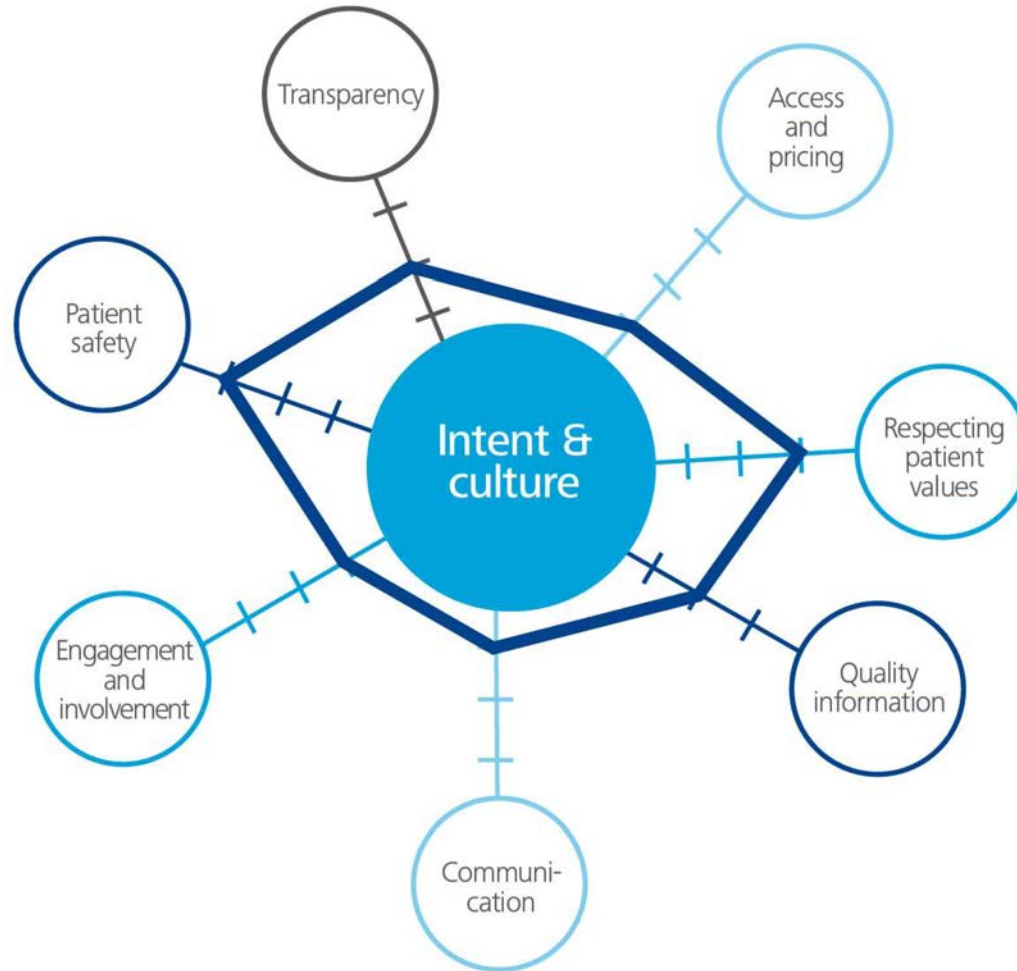 Transparency
Access
and
pricing
Patient
safety
Intent &
culture
Respecting
patient
values
Engagement
and
involvement
Quality
information
Communi-
cation